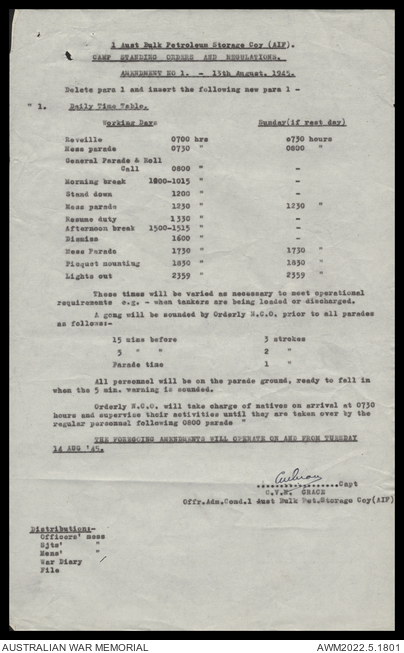 1 Aust Bulk Petroleum Storage Coy (AIF).
CAMP STANDING ORDERS AND REGULATIONS.
AMENDMENT NO 1. - 13th August. 1945.
Delete para 1 and insert the following new para 1 -
" 1. Daily Time Table.
Working Days Sunday(if rest day)
Reveille 0700 hrs 0730 hours
Mess parade 0730 " 0800 "
General Parade & Roll
Call 0800 " -
Morning break 1000-1015 " -
Stand down 1200 " -
Mess parade 1230 " 1230 "
Resume duty 1330 " -
Afternoon break 1500-1515 " -
Dismiss 1600 " -
Mess Parade 1730 " 1730 "
Picquet mounting 1830 " 1830 "
Lights out 2359 " 2359 "
These times will be varied as necessary to meet operational
requirements e.g. - when tankers are being loaded or discharged.
A gong will be sounded by Orderly N.C.O. prior to all parades
as follows:-
15 mins before 3 strokes
5 " " 2 "
Parade time 1 "
All personnel will be on the parade ground, ready to fall in
when the 5 min. warning is sounded.
Orderly N.C.O. will take charge of natives on arrival at 0730
hours and supervise their activities until they are taken over by the
regular personnel following 0800 parade "
THE FOREGOING AMENDMENTS WILL OPERATE ON AND FROM TUESDAY
14 AUG '45.
..................Capt
C.V.W. GRACE
Offr.Adm.Comd.1 Aust Bulk Pet.Storage Coy(AIF)
Distribution:-
Officers' mess
Sjts' "
Mens' "
War Diary
File
AUSTRALIAN WAR MEMORIAL AWM2022.5.1801